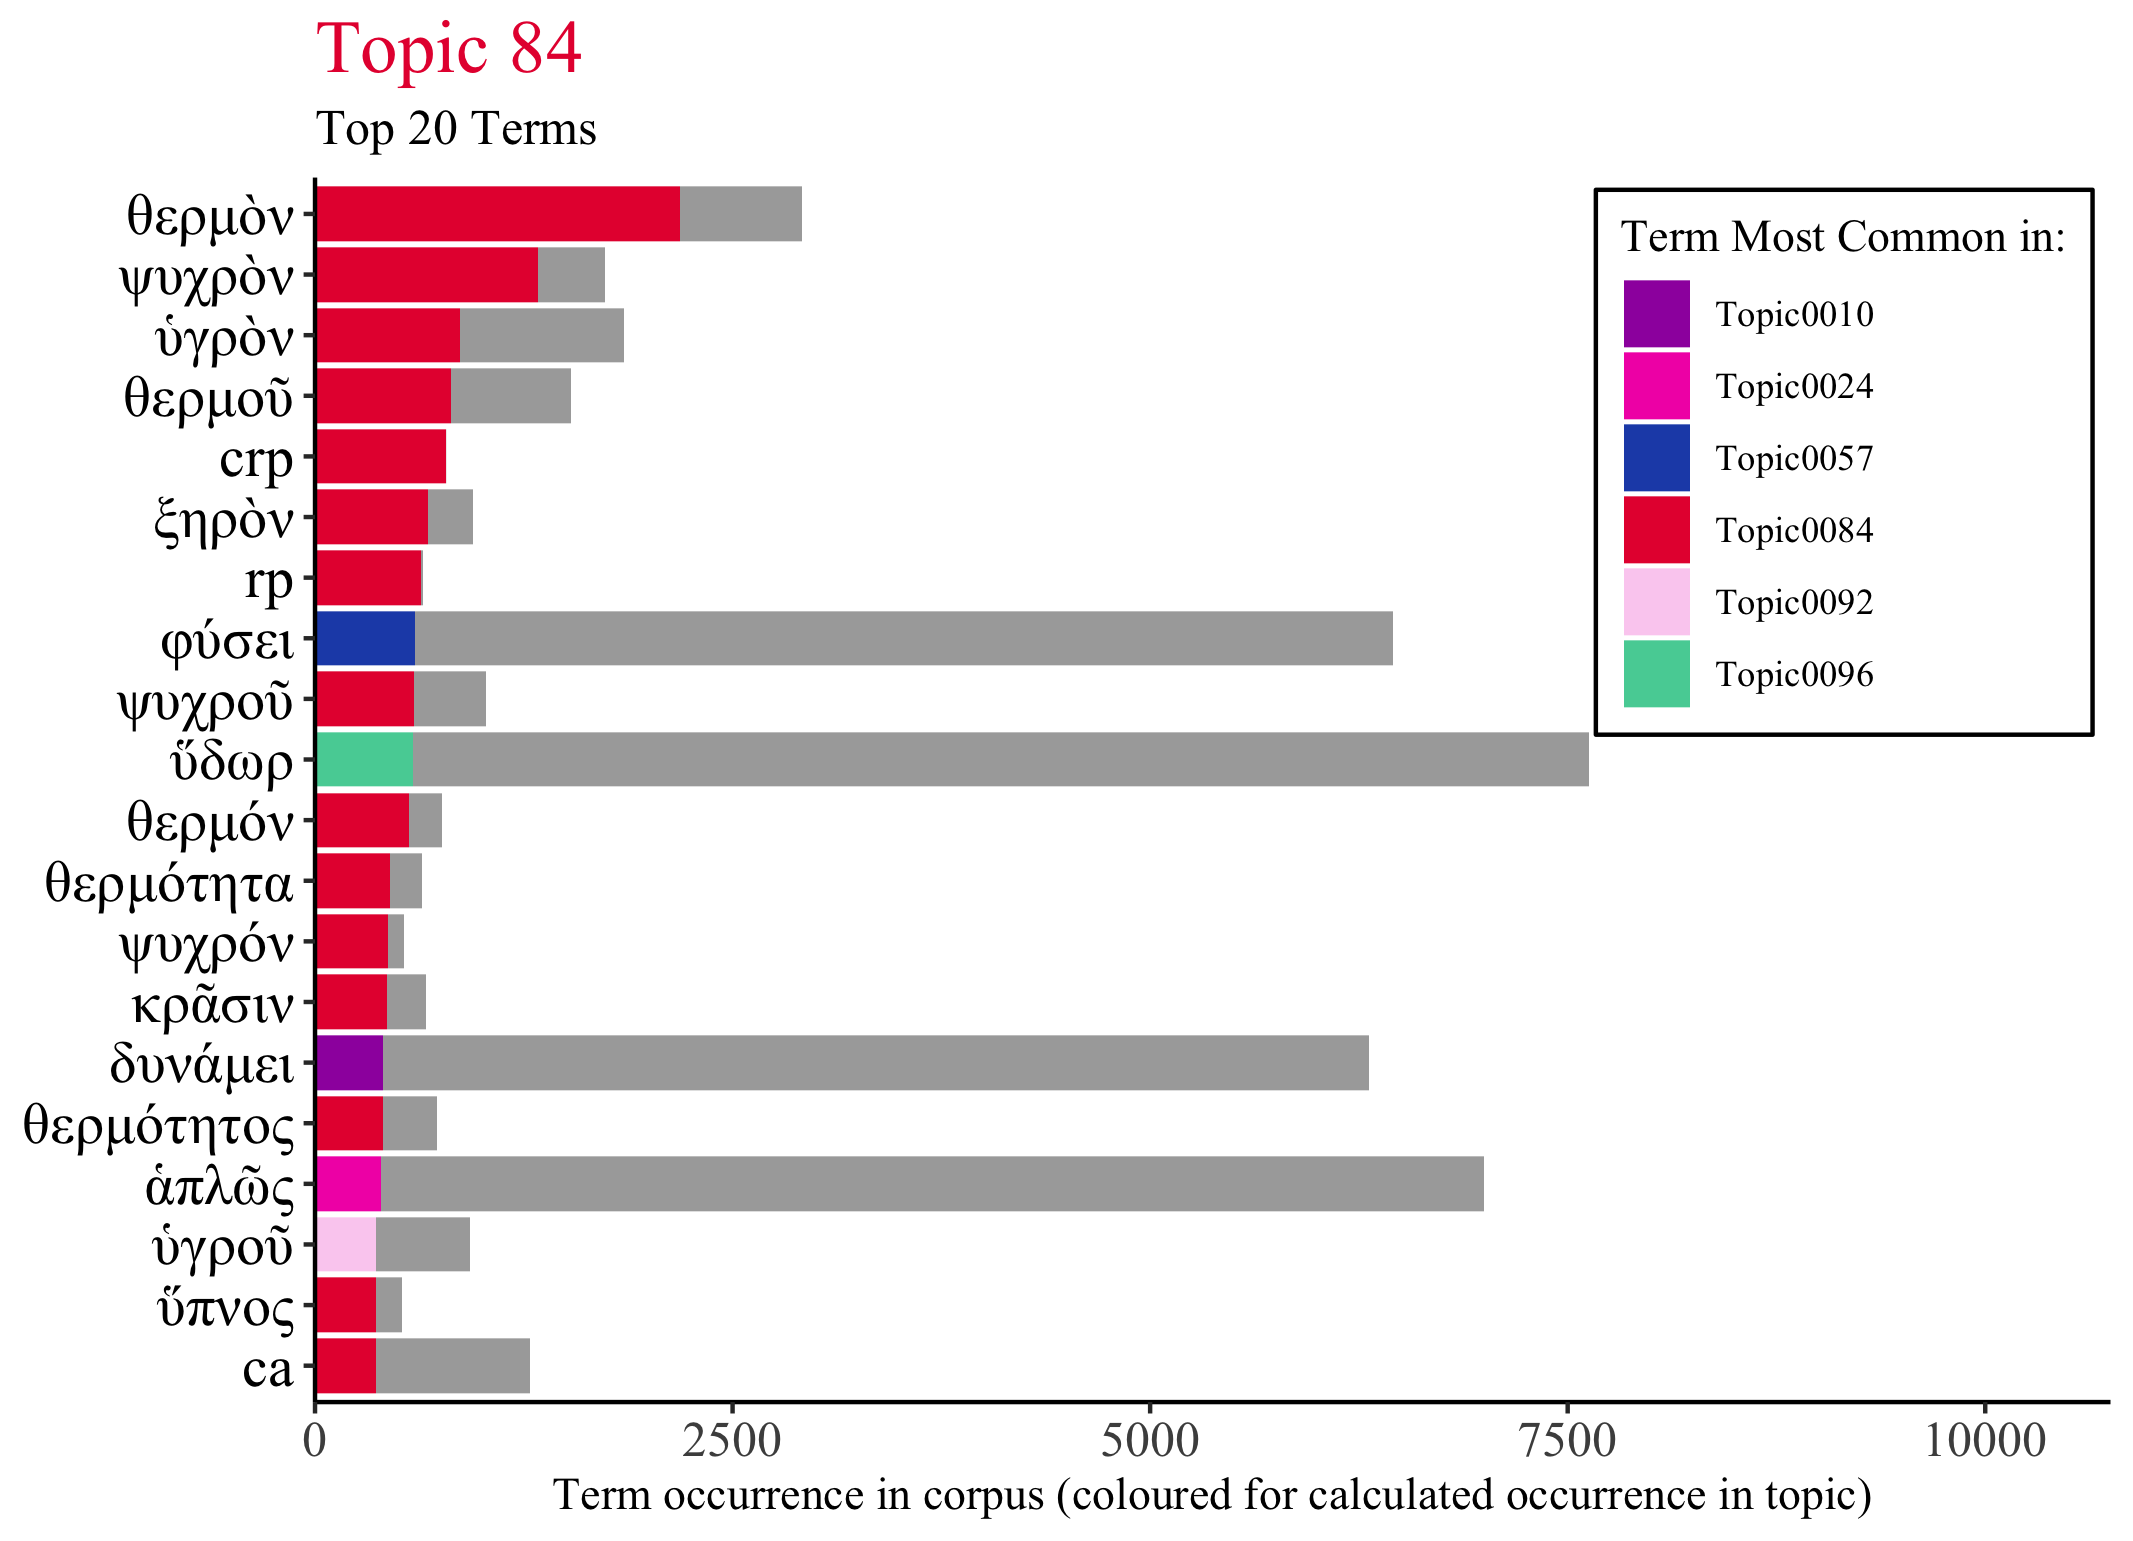 Topic 84
Top 20 Terms
θερμὸν
ψυχρὸν
ὑγρὸν
θερμοῦ
crp
ξηρὸν
rp
φύσει
ψυχροῦ
ὕδωρ
θερμόν
θερμότητα
ψυχρόν
κρᾶσιν
δυνάμει
θερμότητος
ἁπλῶς
ὑγροῦ
ὕπνος
ca
Term Most Common in:
Topic0010
Topic0024
Topic0057
Topic0084
Topic0092
Topic0096
0 2500 5000 7500 10000
Term occurrence in corpus (coloured for calculated occurrence in topic)